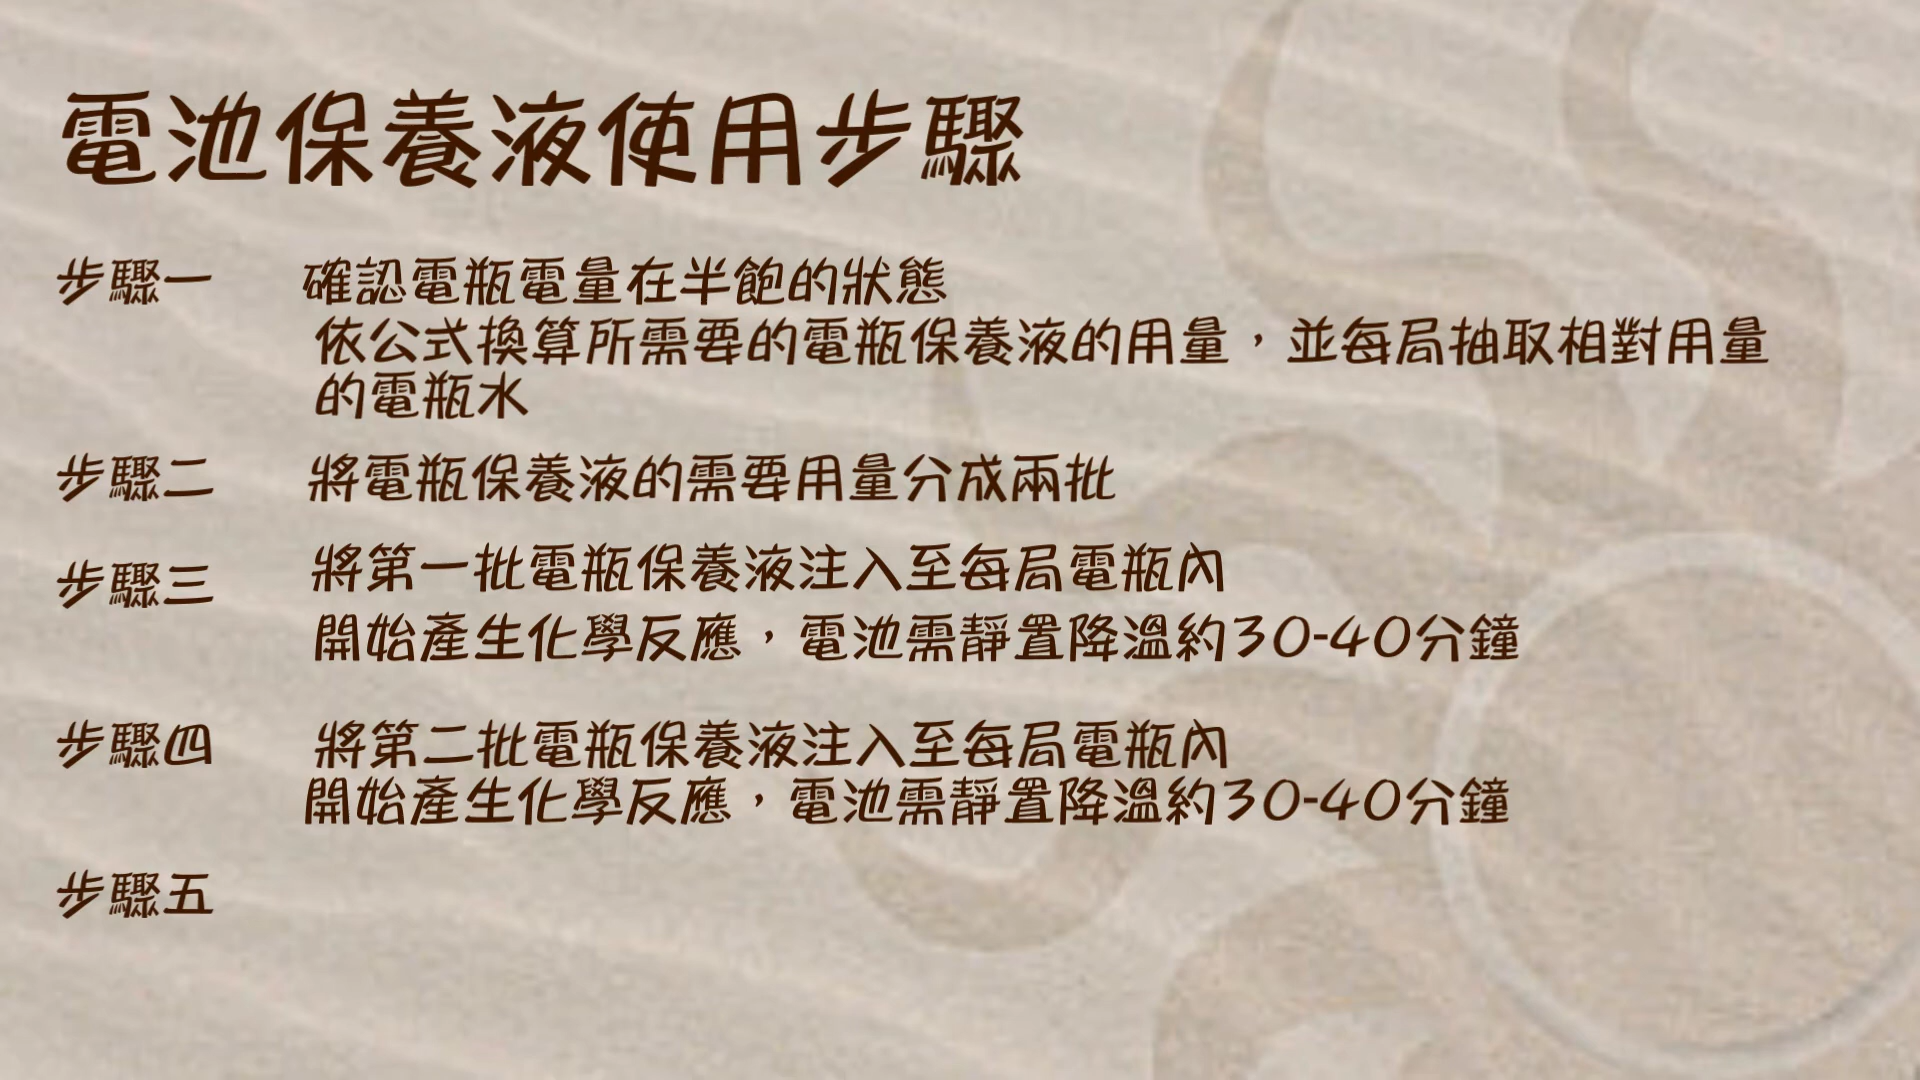 電池保養液使用步驟
步驟一 確認電瓶電量在半飽的狀態
依公式換算所需要的電瓶保養液的用量，並每局抽取相對用量
的電瓶水
步驟二 將電瓶保養液的需要用量分成兩批
步驟三 將第一批電瓶保養液注入至每局電瓶內
開始產生化學反應，電池需靜置降溫約30-40分鐘
步驟四 將第二批電瓶保養液注入至每局電瓶內
開始產生化學反應，電池需靜置降溫約30-40分鐘
步驟五